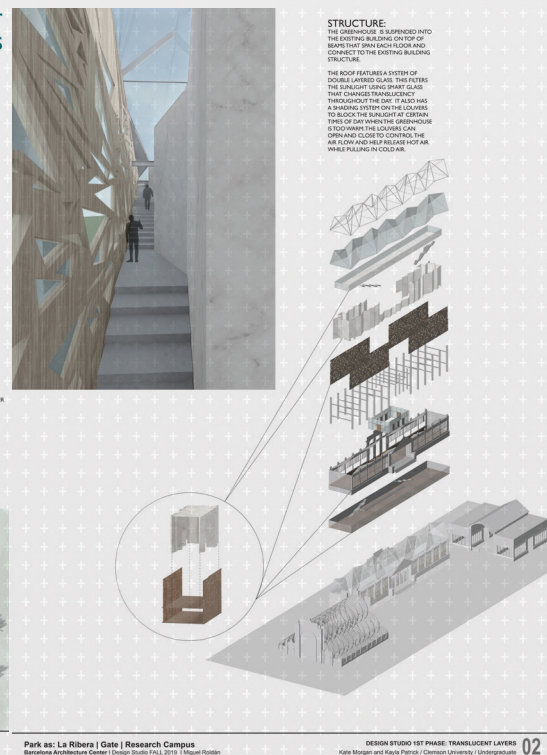 STRUCTURE:
THE GREENHOUSE IS SUSPENDED INTO
THE EXISTING BUILDING ON TOP OF
BEAMS THAT SPAN EACH FLOOR AND
CONNECT TO THE EXISTING BUILDING
STRUCTURE.
THE ROOF FEATURES A SYSTEM OF
DOUBLE LAYERED GLASS. THIS FILTERS
THE SUNLIGHT USING SMART GLASS
THAT CHANGES TRANSLUCENCY
THROUGHOUT THE DAY. IT ALSO HAS
A SHADING SYSTEM ON THE LOUVERS
TO BLOCK THE SUNLIGHT AT CERTAIN
TIMES OF DAY WHEN THE GREENHOUSE
IS TOO WARM. THE LOUVERS CAN
OPEN AND CLOSE TO CONTROL THE
AIR FLOW AND HELP RELEASE HOT AIR
WHILE PULLING IN COLD AIR.
Park as: La Ribera | Gate | Research Campus
Barcelona Architecture Center | Design Studio FALL 2019 | Miguel Roldán
DESIGN STUDIO 1ST PHASE: TRANSLUCENT LAYERS
Kate Morgan and Kayla Patrick / Clemson University / Undergraduate
02